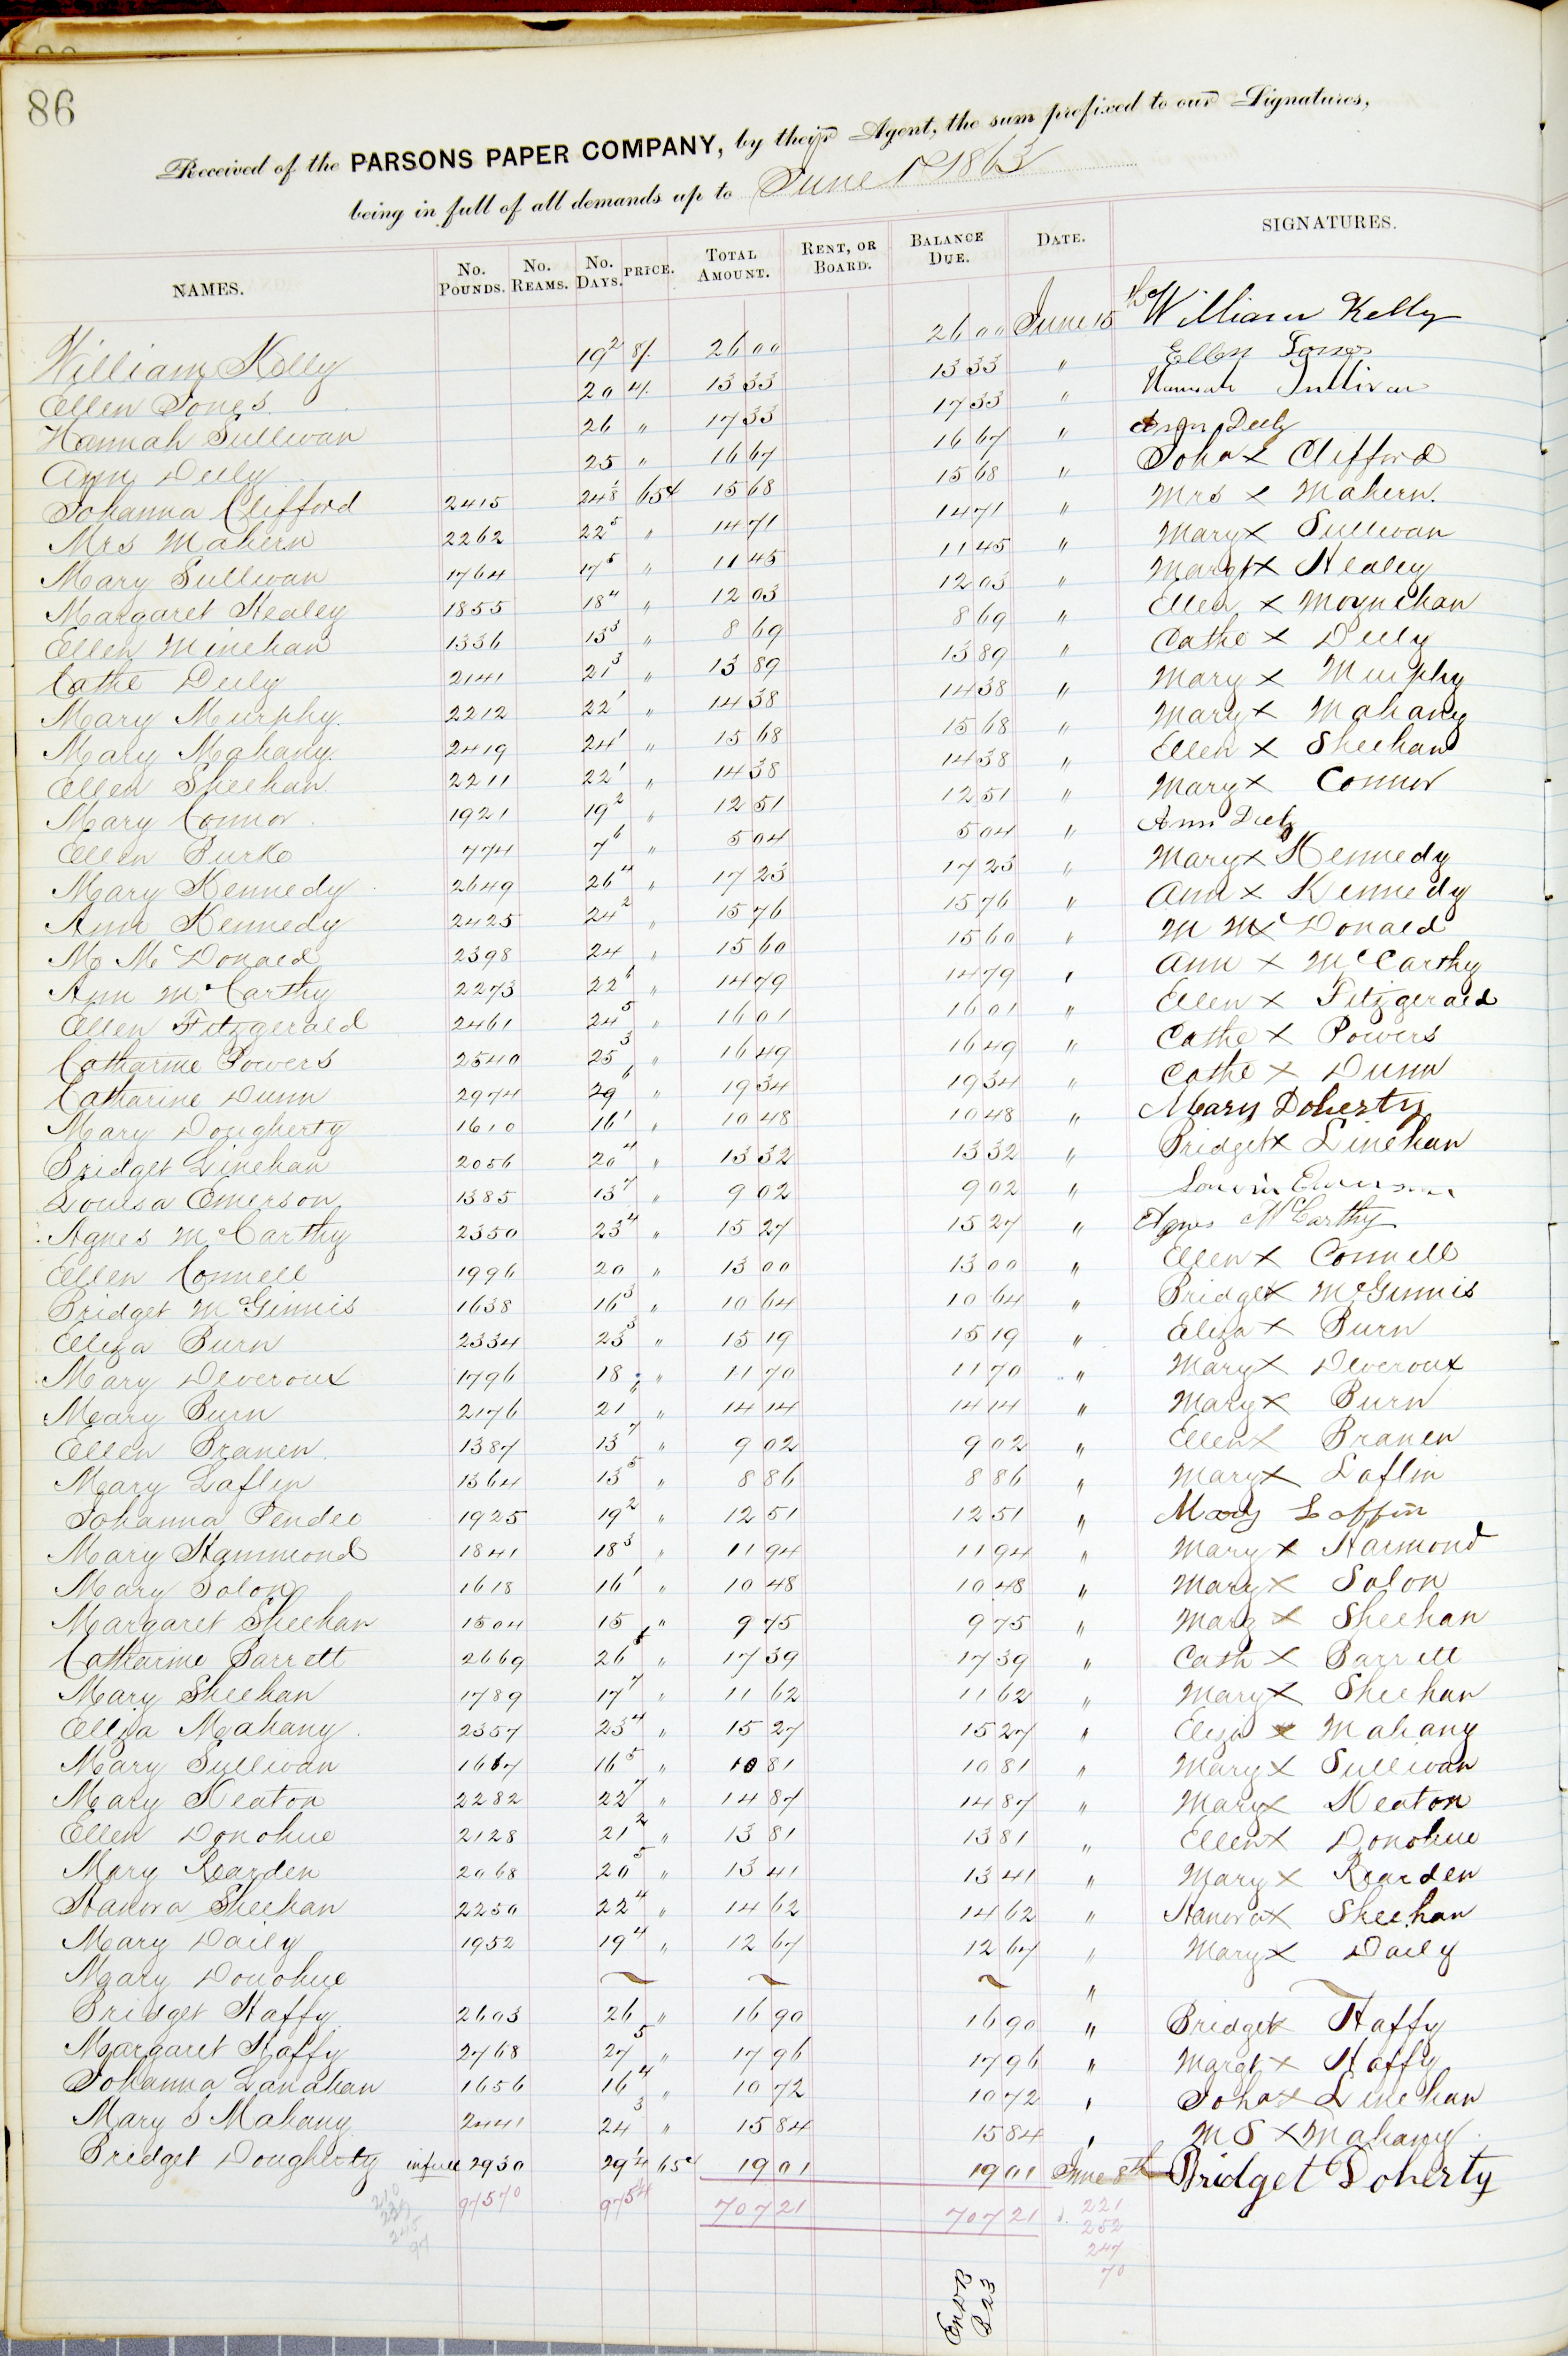 86
Received of the PARSONS PAPER COMPANY, by their Agent, the sum prefixed to our Signatures,
being in full of all demands up to June 1st 1863
NAMES. No. POUNDS. No. REAMS. No. DAYS. PRICE. TOTAL AMOUNT. RENT, OR BOARD. BALANCE DUE. DATE. SIGNATURES.
William Kelly 19 2 8/. 26 00 26 00 June 15th William Kelly
Ellen Jones 20 4/. 13 33 13 33 " Ellen Jones
Hannah Sullivan 26 " 17 33 17 33 " Hannah Sullivan
Ann Deely 25 " 16 67 16 67 " Ann Deely
Johanna Clifford 2415 24 1/8 65¢ 15 68 15 68 " Joha x Clifford
Mrs Mahern 2262 22 5 " 14 71 14 71 " Mrs x Mahern.
Mary Sullivan 1764 17 5 " 11 45 11 45 " Mary x Sullivan
Margaret Healey 1855 18 4 " 12 03 12 03 " Margt x Healey
Ellen Minehan 1336 13 3 " 8 69 8 69 " Ellen x Moynehan
Cathe Deely 2141 21 3 " 13 89 13 89 " Cathe x Deely
Mary Murphy. 2212 22 1 " 14 38 14 38 " Mary x Murphy
Mary Mahany. 2419 24 1 " 15 68 15 68 " Mary x Mahany
Ellen Sheehan 2211 22 1 " 14 38 14 38 " Ellen x Sheehan
Mary Connor. 1921 19 2 " 12 51 12 51 " Mary x Connor
Ellen Burke 774 7 6 " 5 04 5 04 " Ann Deely
Mary Kennedy 2649 26 4 " 17 23 17 23 " Mary x Kennedy
Ann Kennedy 2425 24 2 " 15 76 15 76 " Ann x Kennedy
M McDonald 2398 24 " 15 60 15 60 " M Mx Donald
Ann McCarthy 2273 22 6 " 14 79 14 79 " Ann x McCarthy
Ellen Fitzgerald 2461 24 5 " 16 01 16 01 " Ellen x Fitzgerald
Catharine Powers 2540 25 3 " 16 49 16 49 " Cathe x Powers
Catharine Dunn 2974 29 6 " 19 34 19 34 " Cathe x Dunn
Mary Dougherty 1610 16 1 " 10 48 10 48 " Mary Doherty
Bridget Linehan 2056 20 4 " 13 32 13 32 " Bridget x Linehan
Louisa Emerson 1385 13 7 " 9 02 9 02 " Louisa Emerson
Agnes McCarthy 2350 23 4 " 15 27 15 27 " Agnes McCarthy
Ellen Connell 1996 20 " 13 00 13 00 " Ellen x Connell
Bridget McGinnis 1638 16 3 " 10 64 10 64 " Bridget x McGinnis
Eliza Burn 2334 23 3 " 15 19 15 19 " Eliza x Burn
Mary Deveroux 1796 18 " 11 70 11 70 " Mary x Deveroux
Mary Burn 2176 21 6 " 14 14 14 14 " Mary x Burn
Ellen Branen 1387 13 7 " 9 02 9 02 " Ellen x Branen
Mary Laflin 1364 13 5 " 8 86 8 86 " Mary x Laflin
Johanna 1925 19 2 " 12 51 12 51 " Mary Laffin
Mary Hammond 1841 18 3 " 11 94 11 94 " Mary x Harmond
Mary Solon 1618 16 1 " 10 48 10 48 " Mary x Solon
Margaret Sheehan 1504 15 " 9 75 9 75 " Marg x Sheehan
Catharine Barrett 2669 26 " 17 39 17 39 " Cath x Barrett
Mary Sheehan 1789 17 7 " 11 62 11 62 " Mary x Sheehan
Eliza Mahany. 2357 23 4 " 15 27 15 27 " Eliza x Mahany
Mary Sullivan 1667 16 5 " 10 81 10 81 " Mary x Sullivan
Mary Keaton 2282 22 7 " 14 87 14 87 " Mary x Keaton
Ellen Donohue 2128 21 2 " 13 81 13 81 " Ellen x Donohue
Mary Rearden 2068 20 5 " 13 41 13 41 " Mary x Rearden
Hanora Sheehan 2250 22 4 " 14 62 14 62 " Hanora x Sheehan
Mary Daily 1952 19 4 " 12 67 12 67 " Mary x Daily
Mary Donohue "
Bridget Haffy 2603 26 " 16 90 16 90 " Bridget x Haffy
Margaret Haffy 2768 27 5 " 17 96 17 96 " Margt x Haffy
Johanna Lanahan 1656 16 4 " 10 72 10 72 " Joha x Linehan
Mary S Mahany 2441 24 3 " 15 84 15 84 " M S x Mahany.
Bridget Dougherty in full 2930 29 1/4 65¢ 19 01 19 01 June 8th Bridget Doherty
97570 975 4 707 21 707 21 221
252
247
70
Ent DB
B 23